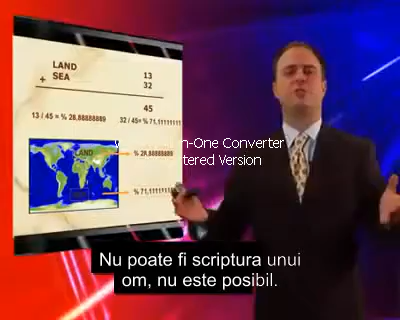 LAND 13
+ SEA 32
45
13 / 45 = % 28,88888889
32 / 45= % 71,11111111
LAND
% 28,88888889
% 71,11111111
-One Converter
tered Version
Nu poate fi scriptura unui
om, nu este posibil.